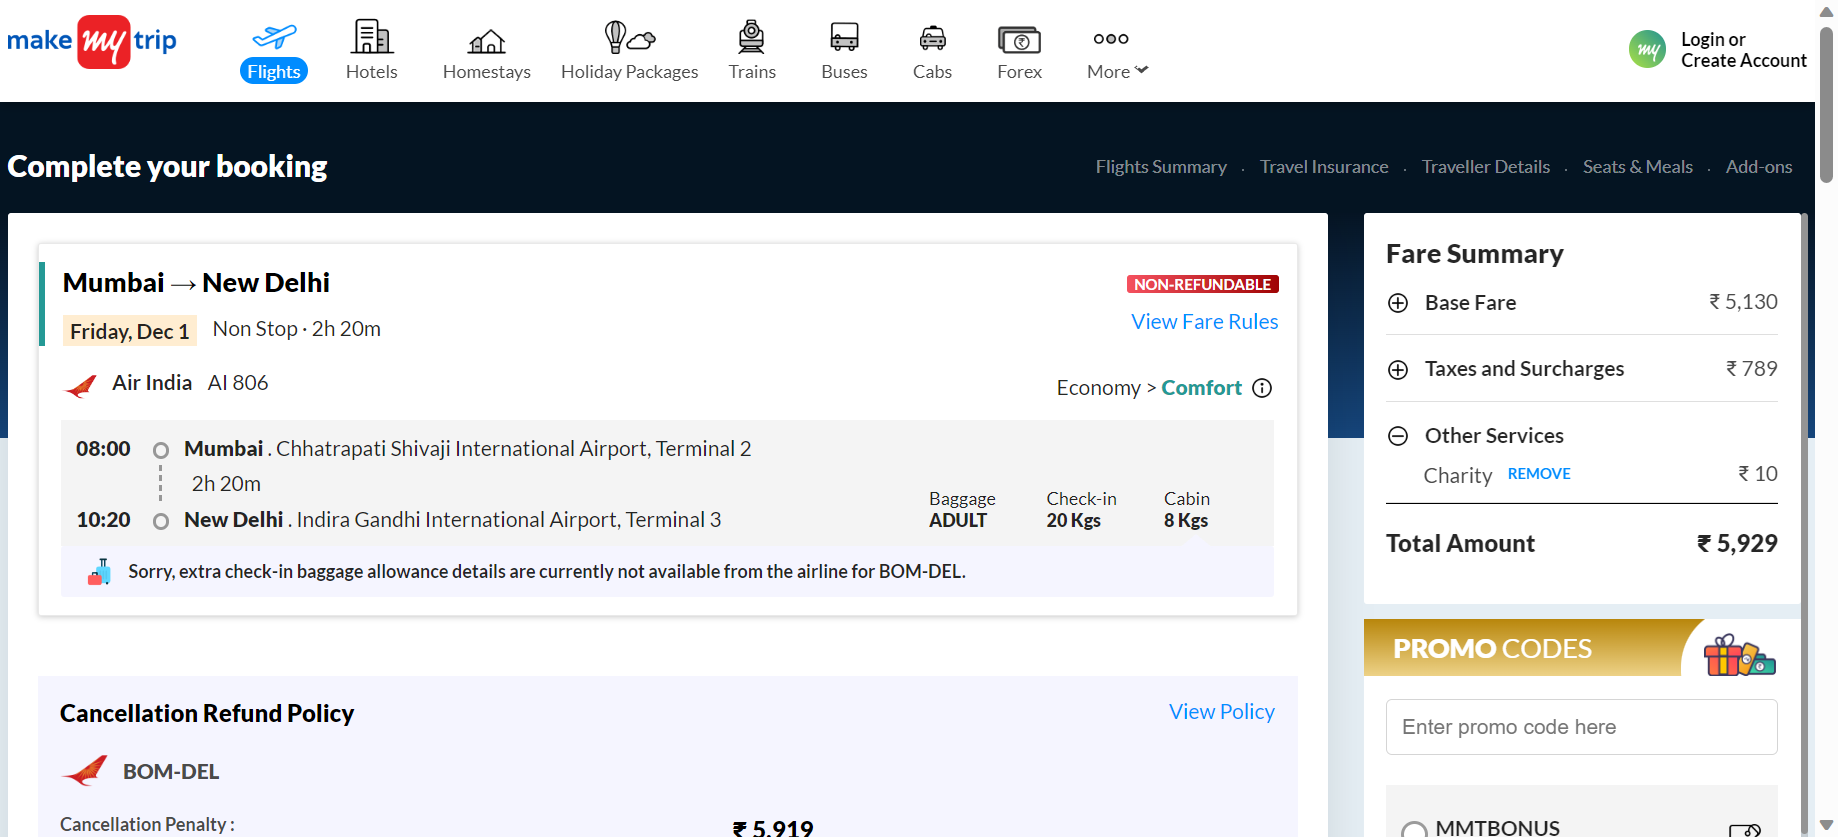 make my trip
Flights
Hotels
Homestays
Holiday Packages
Trains
Buses
Cabs
Forex
More
my
Login or
Create Account
Complete your booking
Flights Summary . Travel Insurance . Traveller Details . Seats & Meals . Add-ons
Mumbai → New Delhi
NON-REFUNDABLE
Friday, Dec 1 Non Stop · 2h 20m
View Fare Rules
Air India AI 806
Economy > Comfort
08:00 Mumbai . Chhatrapati Shivaji International Airport, Terminal 2
2h 20m
10:20 New Delhi . Indira Gandhi International Airport, Terminal 3
Baggage Check-in Cabin
ADULT 20 Kgs 8 Kgs
Sorry, extra check-in baggage allowance details are currently not available from the airline for BOM-DEL.
Cancellation Refund Policy
View Policy
BOM-DEL
Cancellation Penalty :
₹ 5,919
Fare Summary
Base Fare ₹ 5,130
Taxes and Surcharges ₹ 789
Other Services
Charity REMOVE ₹ 10
Total Amount ₹ 5,929
PROMO CODES
Enter promo code here
MMTBONUS